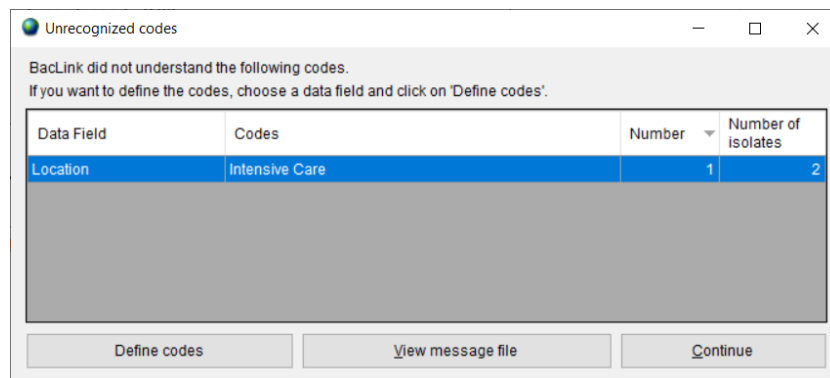 Unrecognized codes
BacLink did not understand the following codes.
If you want to define the codes, choose a data field and click on 'Define codes'.
Data Field Codes Number Number of
isolates
Location Intensive Care 1 2
Define codes View message file Continue